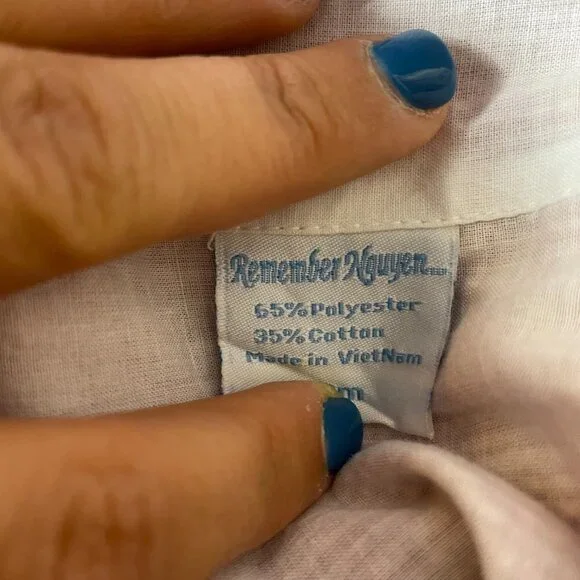 Remember Nguyen...
65% Polyester
35% Cotton
Made in VietNam
m